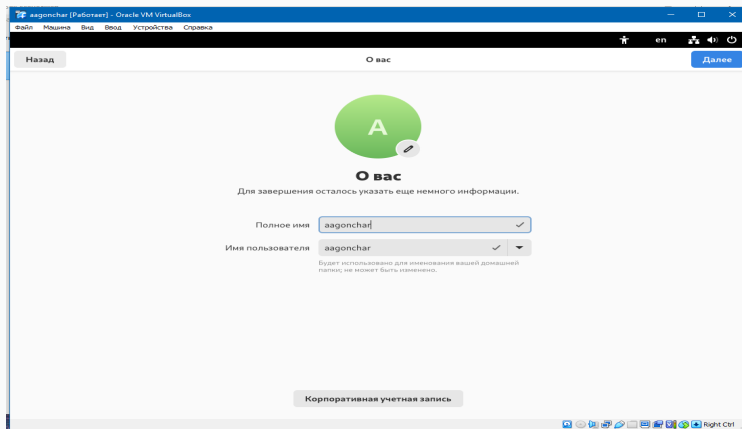 aagonchar [Работает] - Oracle VM VirtualBox
Файл Машина Вид Ввод Устройства Справка
en
Назад
О вас
Далее
A
О вас
Для завершения осталось указать еще немного информации.
Полное имя aagonchar
Имя пользователя aagonchar
Будет использовано для именования вашей домашней
папки; не может быть изменено.
Корпоративная учетная запись
Right Ctrl